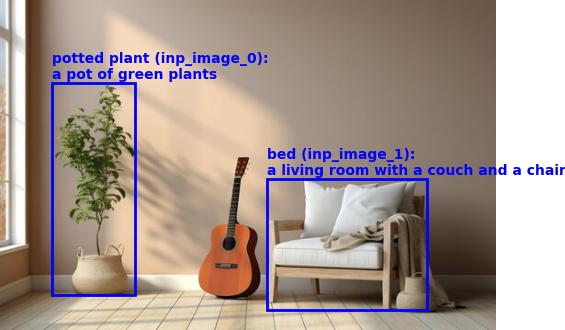 potted plant (inp_image_0):
a pot of green plants
bed (inp_image_1):
a living room with a couch and a chair